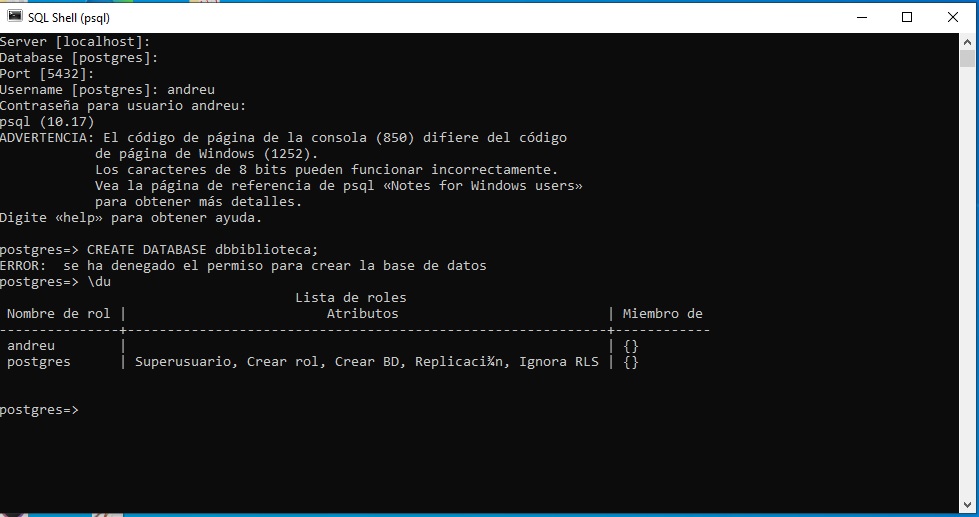 SQL Shell (psql)
Server [localhost]:
Database [postgres]:
Port [5432]:
Username [postgres]: andreu
Contraseña para usuario andreu:
psql (10.17)
ADVERTENCIA: El código de página de la consola (850) difiere del código
            de página de Windows (1252).
            Los caracteres de 8 bits pueden funcionar incorrectamente.
            Vea la página de referencia de psql «Notes for Windows users»
            para obtener más detalles.
Digite «help» para obtener ayuda.
postgres=> CREATE DATABASE dbbiblioteca;
ERROR:  se ha denegado el permiso para crear la base de datos
postgres=> \du
                                     Lista de roles
 Nombre de rol |                         Atributos                          | Miembro de
---------------+------------------------------------------------------------+------------
 andreu        |                                                            | {}
 postgres      | Superusuario, Crear rol, Crear BD, Replicaci¾n, Ignora RLS | {}
postgres=>